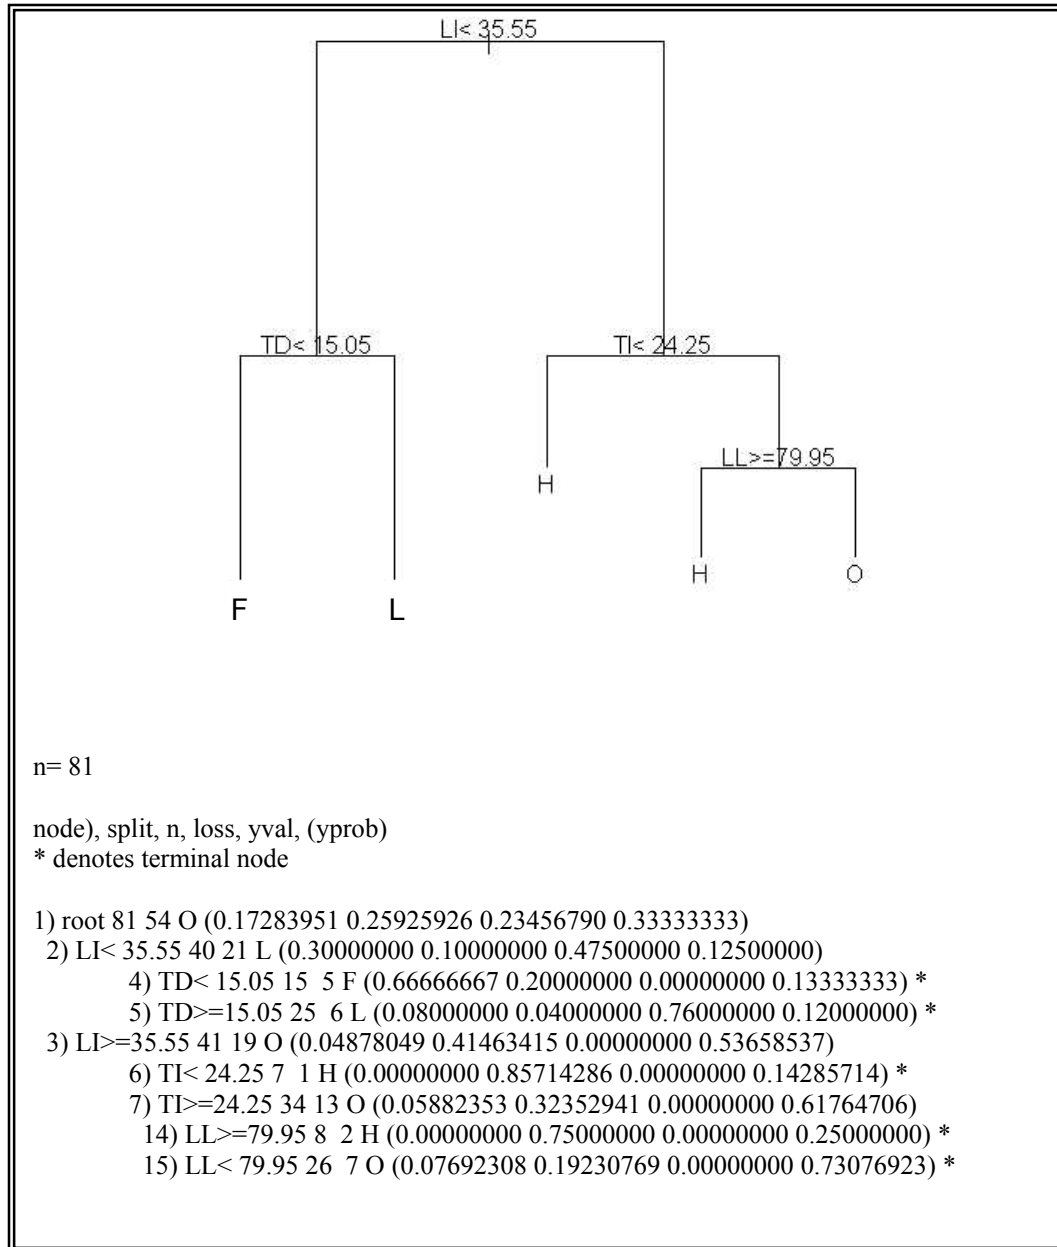 LI< 35.55
TD< 15.05
TI< 24.25
LL>=79.95
H
H
O
F
L
n= 81
node), split, n, loss, yval, (yprob)
* denotes terminal node
1) root 81 54 O (0.17283951 0.25925926 0.23456790 0.33333333)
2) LI< 35.55 40 21 L (0.30000000 0.10000000 0.47500000 0.12500000)
4) TD< 15.05 15 5 F (0.66666667 0.20000000 0.00000000 0.13333333) *
5) TD>=15.05 25 6 L (0.08000000 0.04000000 0.76000000 0.12000000) *
3) LI>=35.55 41 19 O (0.04878049 0.41463415 0.00000000 0.53658537)
6) TI< 24.25 7 1 H (0.00000000 0.85714286 0.00000000 0.14285714) *
7) TI>=24.25 34 13 O (0.05882353 0.32352941 0.00000000 0.61764706)
14) LL>=79.95 8 2 H (0.00000000 0.75000000 0.00000000 0.25000000) *
15) LL< 79.95 26 7 O (0.07692308 0.19230769 0.00000000 0.73076923) *